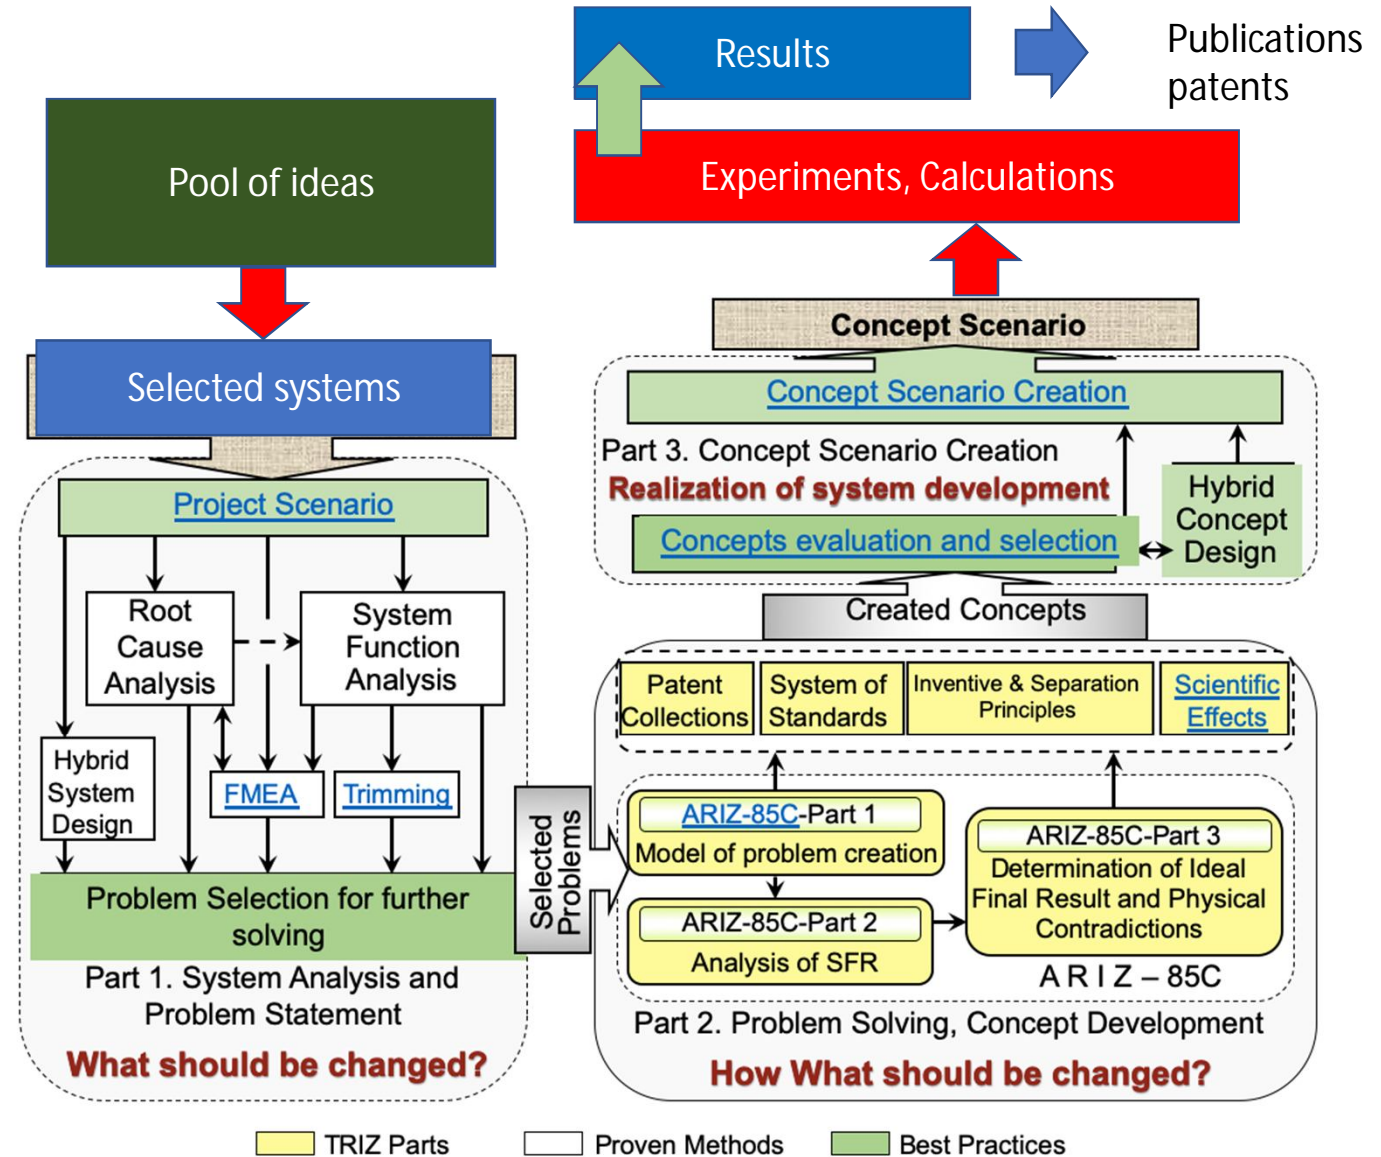 Results
Publications
patents
Pool of ideas
Experiments, Calculations
Selected systems
Concept Scenario
Concept Scenario Creation
Part 3. Concept Scenario Creation
Realization of system development
Hybrid
Concept
Design
Concepts evaluation and selection
Created Concepts
Project Scenario
Root
Cause
Analysis
System
Function
Analysis
Hybrid
System
Design
FMEA
Trimming
Problem Selection for further
solving
Part 1. System Analysis and
Problem Statement
What should be changed?
Selected
Problems
Patent
Collections
System of
Standards
Inventive & Separation
Principles
Scientific
Effects
ARIZ-85C-Part 1
Model of problem creation
ARIZ-85C-Part 2
Analysis of SFR
ARIZ-85C-Part 3
Determination of Ideal
Final Result and Physical
Contradictions
A R I Z – 85C
Part 2. Problem Solving, Concept Development
How What should be changed?
TRIZ Parts
Proven Methods
Best Practices